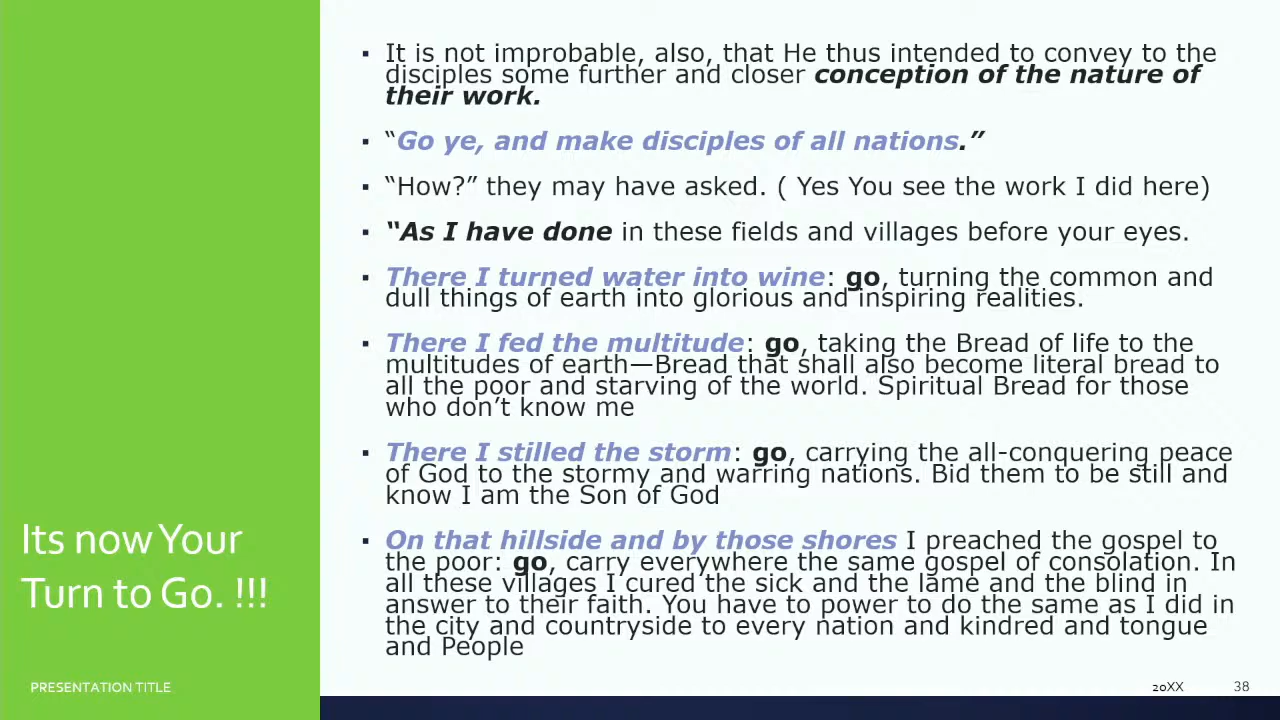 ▪ It is not improbable, also, that He thus intended to convey to the
disciples some further and closer conception of the nature of
their work.
▪ “Go ye, and make disciples of all nations.”
▪ “How?” they may have asked. ( Yes You see the work I did here)
▪ “As I have done in these fields and villages before your eyes.
▪ There I turned water into wine: go, turning the common and
dull things of earth into glorious and inspiring realities.
▪ There I fed the multitude: go, taking the Bread of life to the
multitudes of earth—Bread that shall also become literal bread to
all the poor and starving of the world. Spiritual Bread for those
who don’t know me
▪ There I stilled the storm: go, carrying the all-conquering peace
of God to the stormy and warring nations. Bid them to be still and
know I am the Son of God
▪ On that hillside and by those shores I preached the gospel to
the poor: go, carry everywhere the same gospel of consolation. In
all these villages I cured the sick and the lame and the blind in
answer to their faith. You have to power to do the same as I did in
the city and countryside to every nation and kindred and tongue
and People
Its now Your
Turn to Go. !!!
PRESENTATION TITLE
20XX
38